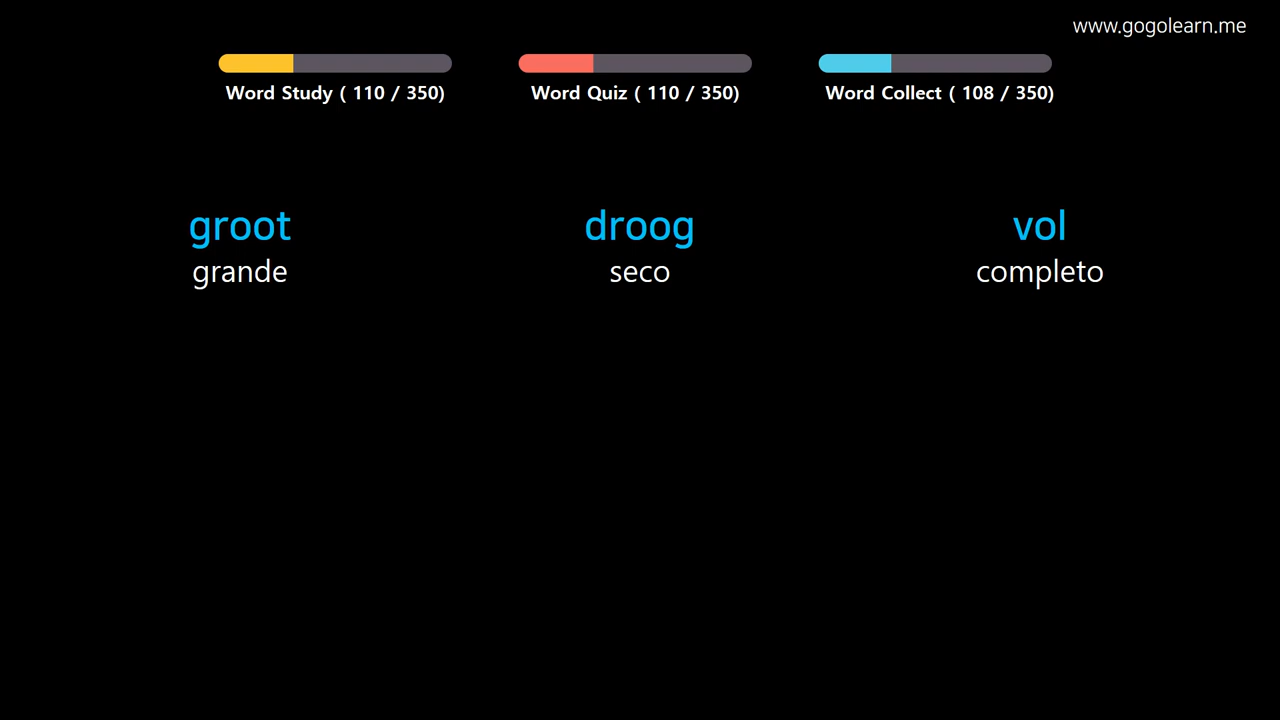 www.gogolearn.me
Word Study ( 110 / 350)
Word Quiz ( 110 / 350)
Word Collect ( 108 / 350)
groot
droog
vol
grande
seco
completo